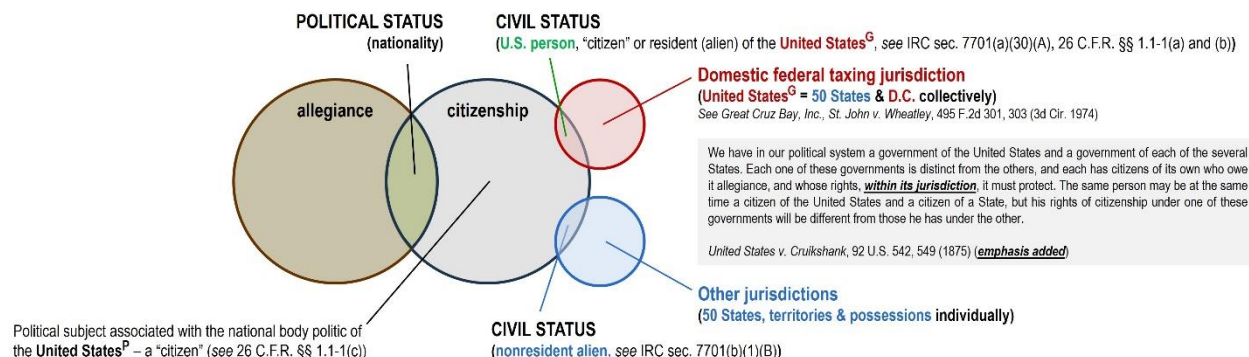 POLITICAL STATUS
(nationality)
CIVIL STATUS
(U.S. person, “citizen” or resident (alien) of the United Statesᴳ, see IRC sec. 7701(a)(30)(A), 26 C.F.R. §§ 1.1-1(a) and (b))
allegiance
citizenship
Domestic federal taxing jurisdiction
(United Statesᴳ = 50 States & D.C. collectively)
See Great Cruz Bay, Inc., St. John v. Wheatley, 495 F.2d 301, 303 (3d Cir. 1974)
We have in our political system a government of the United States and a government of each of the several
States. Each one of these governments is distinct from the others, and each has citizens of its own who owe
it allegiance, and whose rights, within its jurisdiction, it must protect. The same person may be at the same
time a citizen of the United States and a citizen of a State, but his rights of citizenship under one of these
governments will be different from those he has under the other.
United States v. Cruikshank, 92 U.S. 542, 549 (1875) (emphasis added)
Other jurisdictions
(50 States, territories & possessions individually)
Political subject associated with the national body politic of
the United Statesᴾ – a “citizen” (see 26 C.F.R. §§ 1.1-1(c))
CIVIL STATUS
(nonresident alien, see IRC sec. 7701(b)(1)(B))